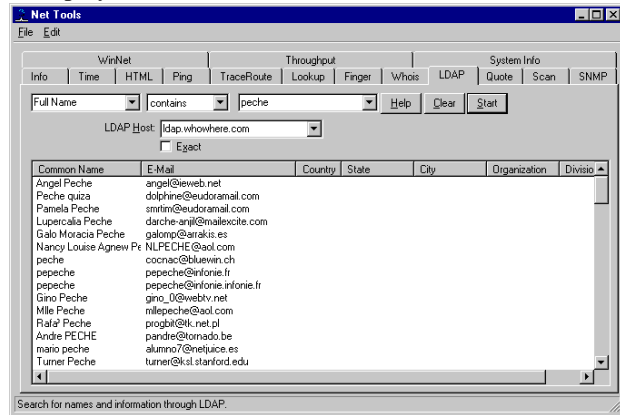 Net Tools
File Edit
WinNet Throughput System Info
Info Time HTML Ping TraceRoute Lookup Finger Whois LDAP Quote Scan SNMP
Full Name contains peche Help Clear Start
LDAP Host: ldap.whowhere.com
Exact
Common Name E-Mail Country State City Organization Divisio
Angel Peche angel@ieweb.net
Peche quiza dolphine@eudoramail.com
Pamela Peche smrtim@eudoramail.com
Lupercalia Peche darche-anjil@mailexcite.com
Galo Moracia Peche galomp@arrakis.es
Nancy Louise Agnew Pe NLPECHE@aol.com
peche cocnac@bluewin.ch
pepeche pepeche@infonie.fr
pepeche pepeche@infonie.infonie.fr
Gino Peche gino_0@webtv.net
Mlle Peche mllepeche@aol.com
Rafa³ Peche progbit@tk.net.pl
Andre PECHE pandre@tornado.be
mario peche alumno7@netjuice.es
Turner Peche turner@ksl.stanford.edu
Search for names and information through LDAP.